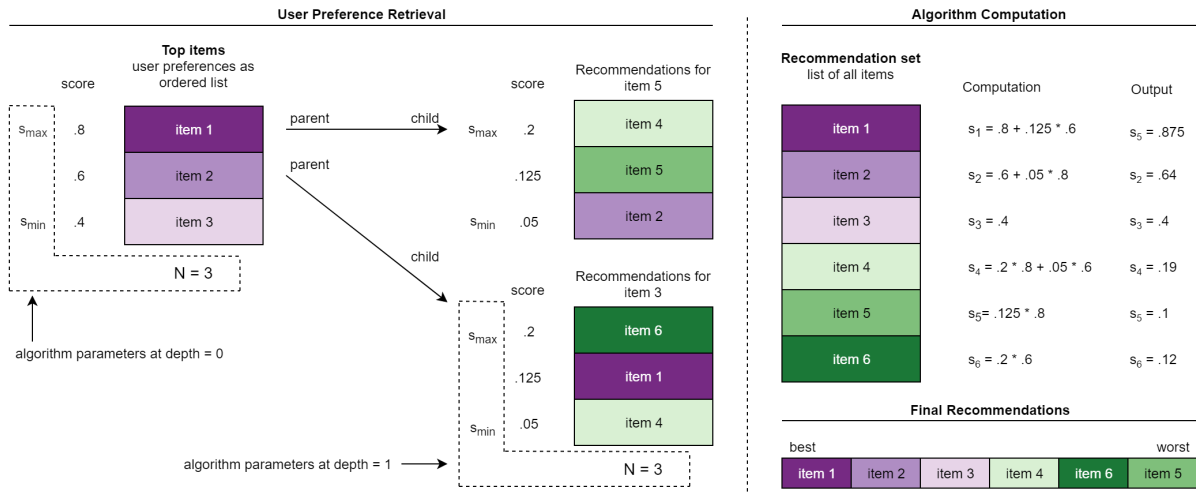 User Preference Retrieval
Top items
user preferences as
ordered list
score
s_max .8 item 1
.6 item 2
s_min .4 item 3
N = 3
algorithm parameters at depth = 0
parent child
parent
child
Recommendations for
item 5
score
s_max .2 item 4
.125 item 5
s_min .05 item 2
Recommendations for
item 3
score
s_max .2 item 6
.125 item 1
s_min .05 item 4
N = 3
algorithm parameters at depth = 1
Algorithm Computation
Recommendation set
list of all items
Computation Output
item 1 s₁ = .8 + .125 * .6 s₅ = .875
item 2 s₂ = .6 + .05 * .8 s₂ = .64
item 3 s₃ = .4 s₃ = .4
item 4 s₄ = .2 * .8 + .05 * .6 s₄ = .19
item 5 s₅= .125 * .8 s₅ = .1
item 6 s₆ = .2 * .6 s₆ = .12
Final Recommendations
best worst
item 1 item 2 item 3 item 4 item 6 item 5